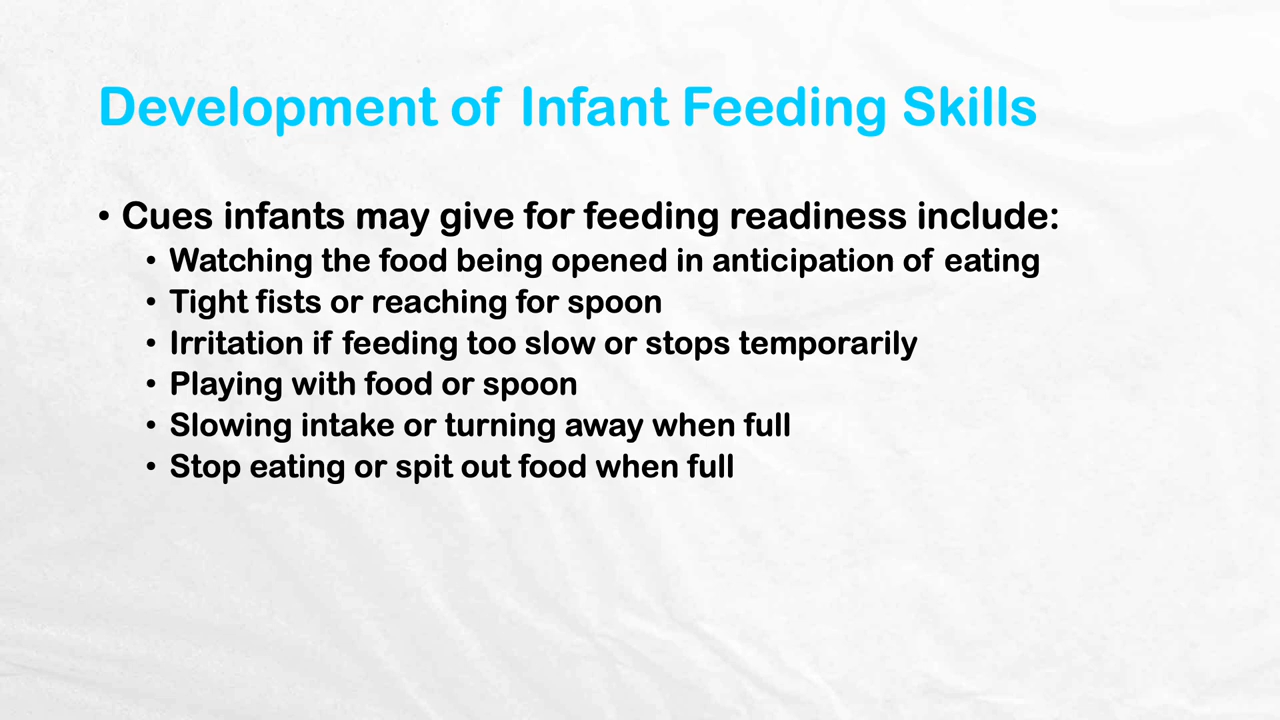 Development of Infant Feeding Skills
• Cues infants may give for feeding readiness include:
• Watching the food being opened in anticipation of eating
• Tight fists or reaching for spoon
• Irritation if feeding too slow or stops temporarily
• Playing with food or spoon
• Slowing intake or turning away when full
• Stop eating or spit out food when full